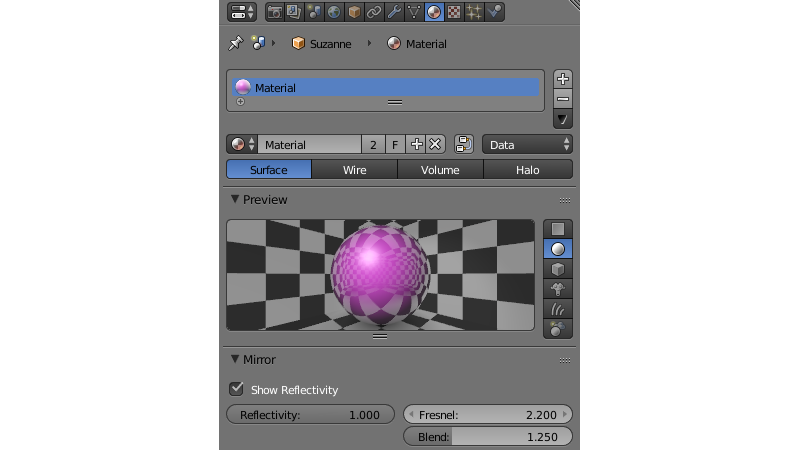 Suzanne Material
Material
Material 2 F Data
Surface Wire Volume Halo
Preview
Mirror
Show Reflectivity
Reflectivity: 1.000 Fresnel: 2.200
Blend: 1.250